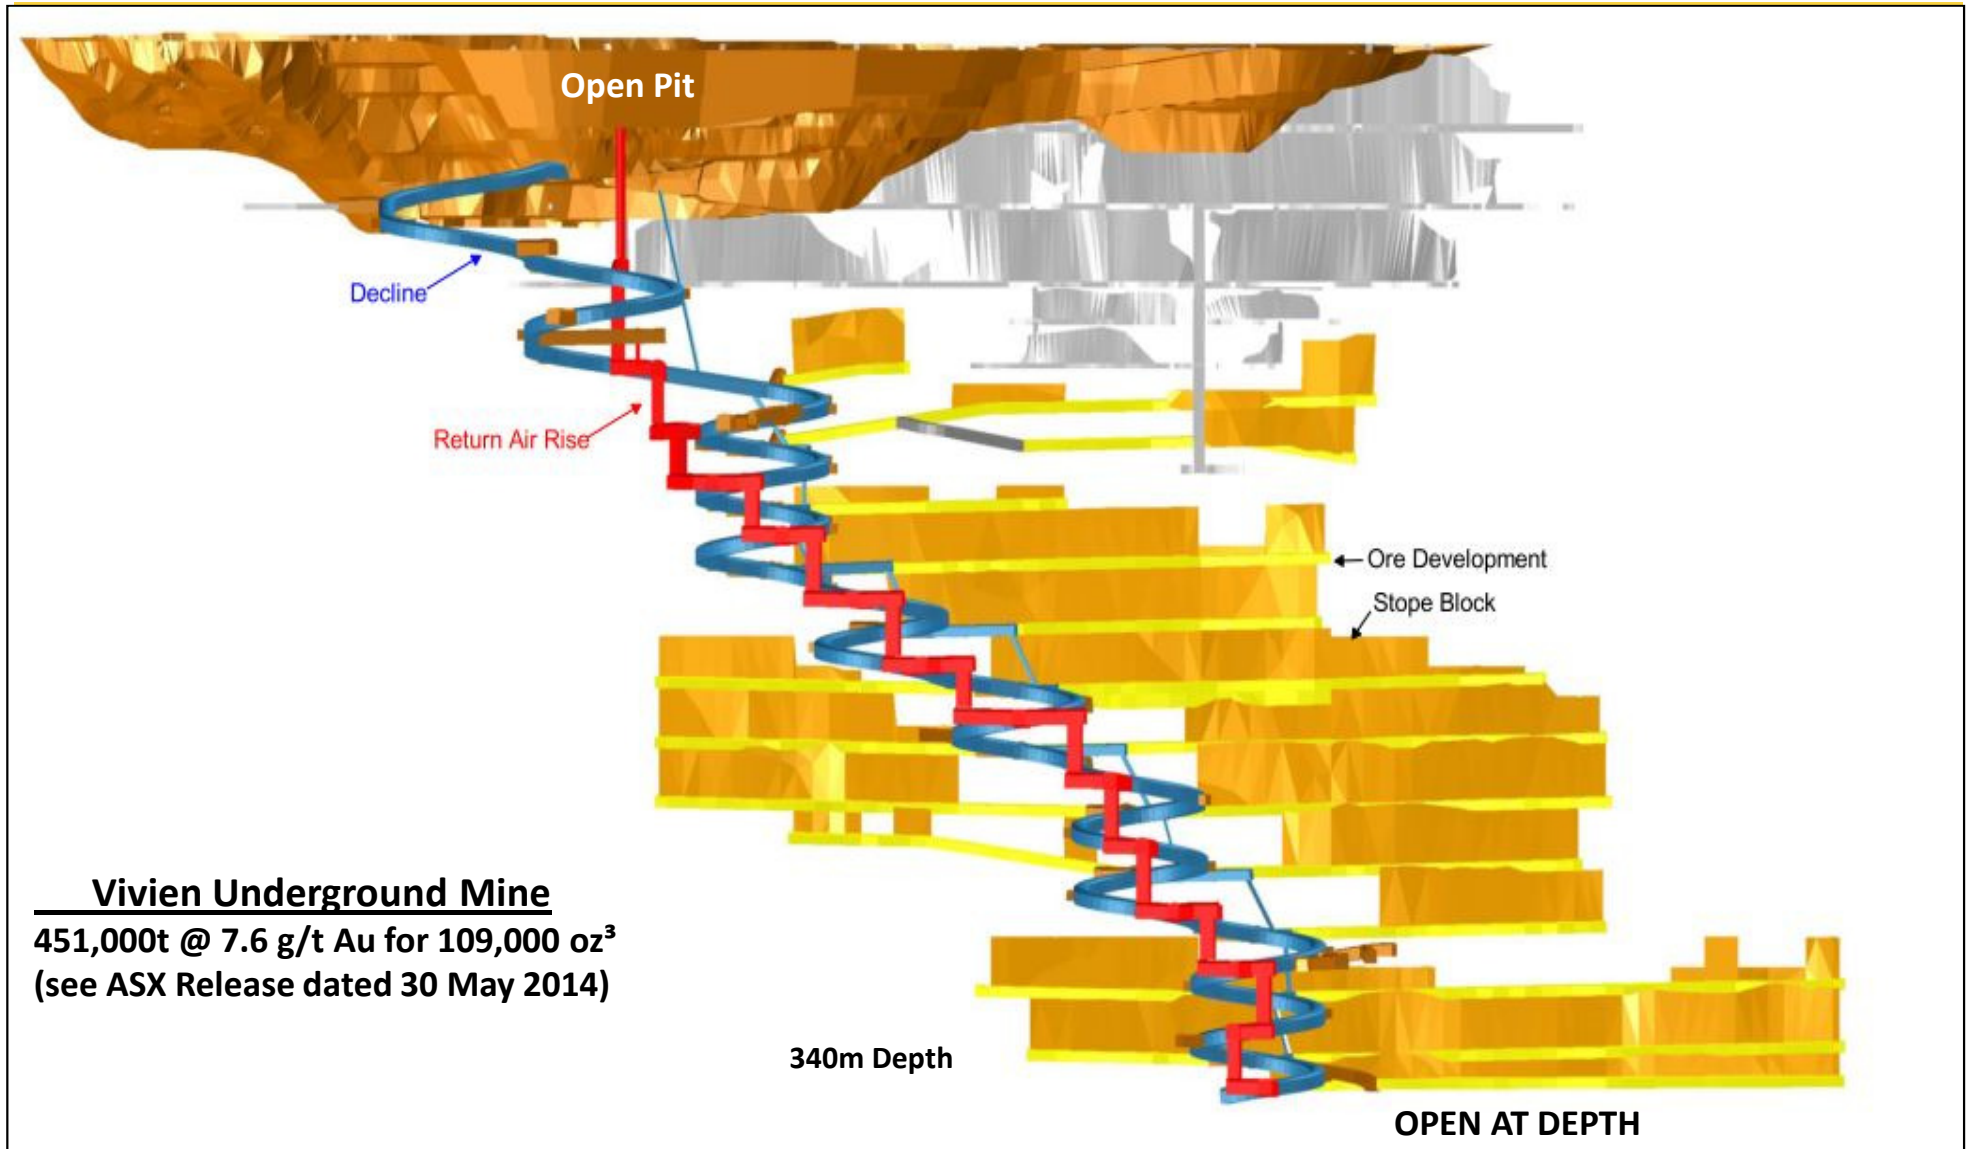 Open Pit
Decline
Return Air Rise
Ore Development
Stope Block
Vivien Underground Mine
451,000t @ 7.6 g/t Au for 109,000 oz³
(see ASX Release dated 30 May 2014)
340m Depth
OPEN AT DEPTH